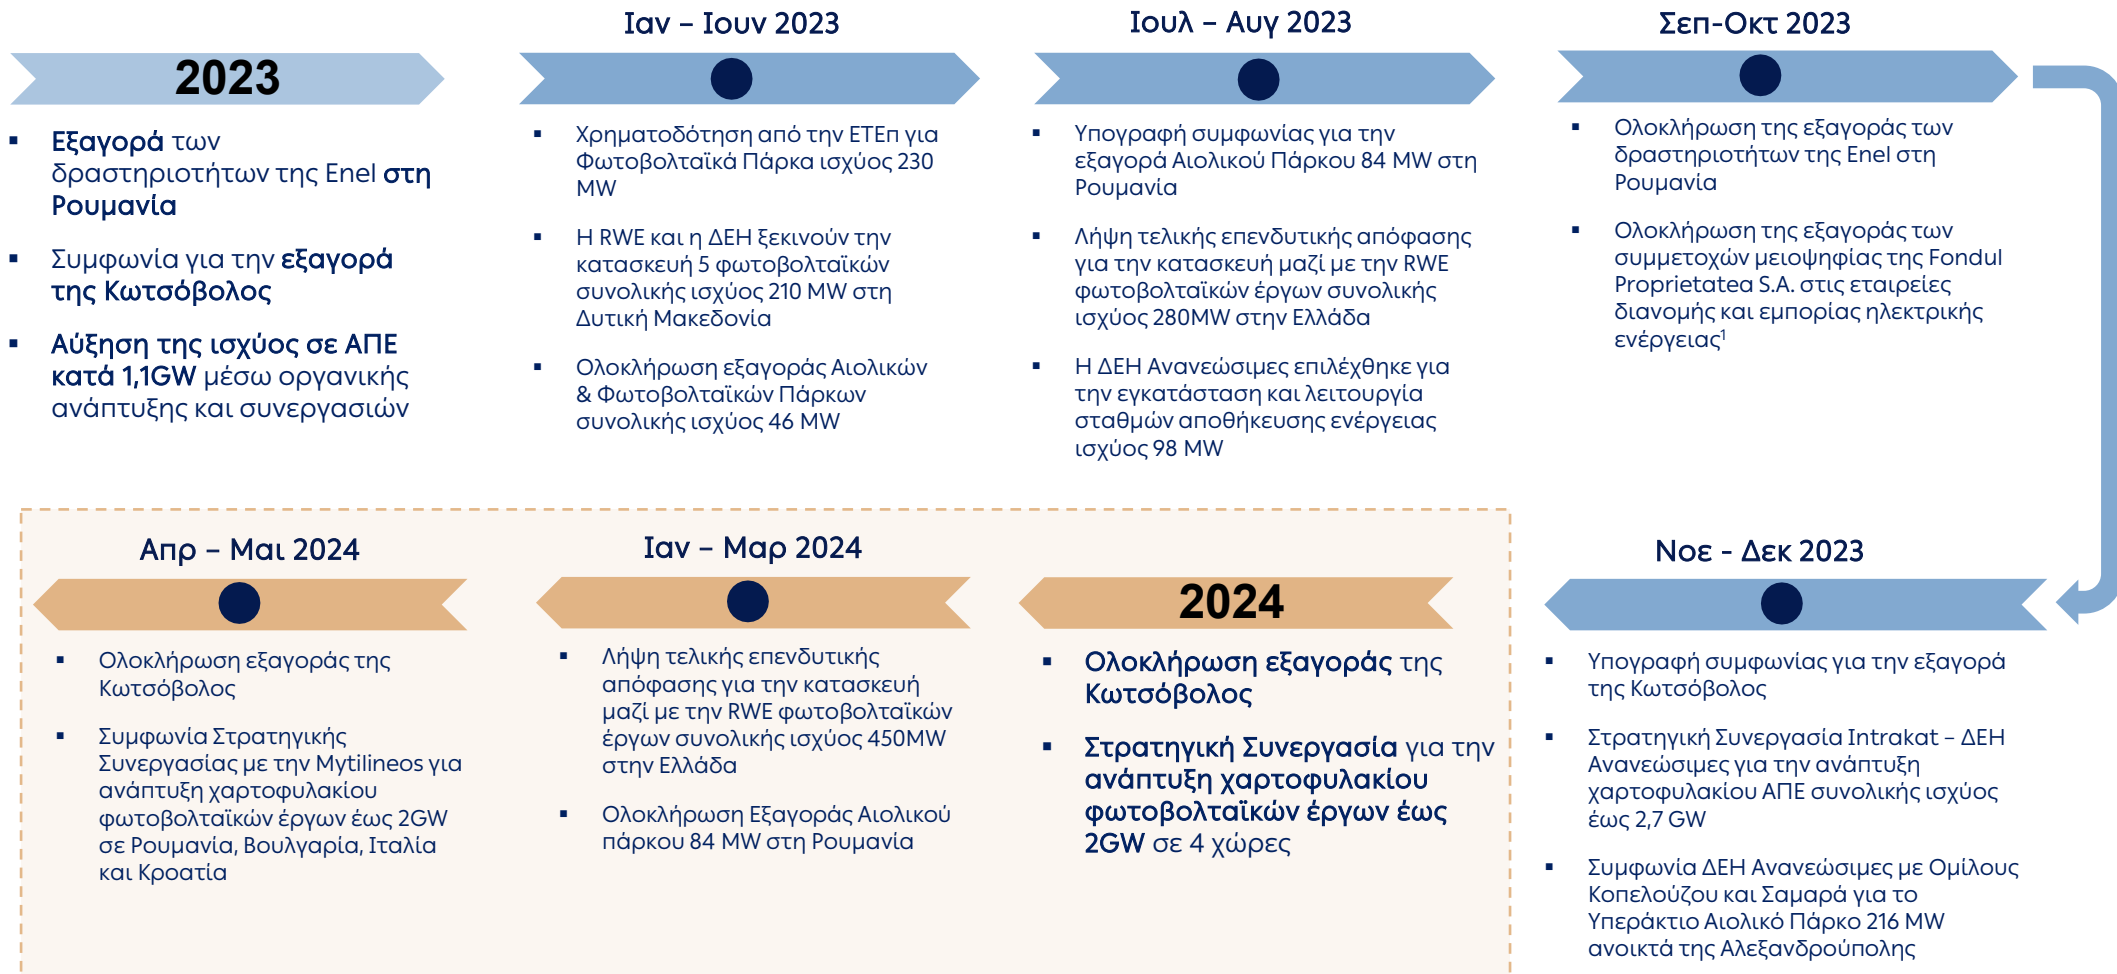 2023
Εξαγορά των
δραστηριοτήτων της Enel στη
Ρουμανία
Συμφωνία για την εξαγορά
της Κωτσόβολος
Αύξηση της ισχύος σε ΑΠΕ
κατά 1,1GW μέσω οργανικής
ανάπτυξης και συνεργασιών
Ιαν – Ιουν 2023
Χρηματοδότηση από την ΕΤΕπ για
Φωτοβολταϊκά Πάρκα ισχύος 230
MW
Η RWE και η ΔΕΗ ξεκινούν την
κατασκευή 5 φωτοβολταϊκών
συνολικής ισχύος 210 MW στη
Δυτική Μακεδονία
Ολοκλήρωση εξαγοράς Αιολικών
& Φωτοβολταϊκών Πάρκων
συνολικής ισχύος 46 MW
Ιουλ – Αυγ 2023
Υπογραφή συμφωνίας για την
εξαγορά Αιολικού Πάρκου 84 MW στη
Ρουμανία
Λήψη τελικής επενδυτικής απόφασης
για την κατασκευή μαζί με την RWE
φωτοβολταϊκών έργων συνολικής
ισχύος 280MW στην Ελλάδα
Η ΔΕΗ Ανανεώσιμες επιλέχθηκε για
την εγκατάσταση και λειτουργία
σταθμών αποθήκευσης ενέργειας
ισχύος 98 MW
Σεπ-Οκτ 2023
Ολοκλήρωση της εξαγοράς των
δραστηριοτήτων της Enel στη
Ρουμανία
Ολοκλήρωση της εξαγοράς των
συμμετοχών μειοψηφίας της Fondul
Proprietatea S.A. στις εταιρείες
διανομής και εμπορίας ηλεκτρικής
ενέργειας¹
Νοε - Δεκ 2023
Υπογραφή συμφωνίας για την εξαγορά
της Κωτσόβολος
Στρατηγική Συνεργασία Intrakat – ΔΕΗ
Ανανεώσιμες για την ανάπτυξη
χαρτοφυλακίου ΑΠΕ συνολικής ισχύος
έως 2,7 GW
Συμφωνία ΔΕΗ Ανανεώσιμες με Ομίλους
Κοπελούζου και Σαμαρά για το
Υπεράκτιο Αιολικό Πάρκο 216 MW
ανοικτά της Αλεξανδρούπολης
2024
Ολοκλήρωση εξαγοράς της
Κωτσόβολος
Στρατηγική Συνεργασία για την
ανάπτυξη χαρτοφυλακίου
φωτοβολταϊκών έργων έως
2GW σε 4 χώρες
Ιαν – Μαρ 2024
Λήψη τελικής επενδυτικής
απόφασης για την κατασκευή
μαζί με την RWE φωτοβολταϊκών
έργων συνολικής ισχύος 450MW
στην Ελλάδα
Ολοκλήρωση Εξαγοράς Αιολικού
πάρκου 84 MW στη Ρουμανία
Απρ – Μαι 2024
Ολοκλήρωση εξαγοράς της
Κωτσόβολος
Συμφωνία Στρατηγικής
Συνεργασίας με την Mytilineos για
ανάπτυξη χαρτοφυλακίου
φωτοβολταϊκών έργων έως 2GW
σε Ρουμανία, Βουλγαρία, Ιταλία
και Κροατία